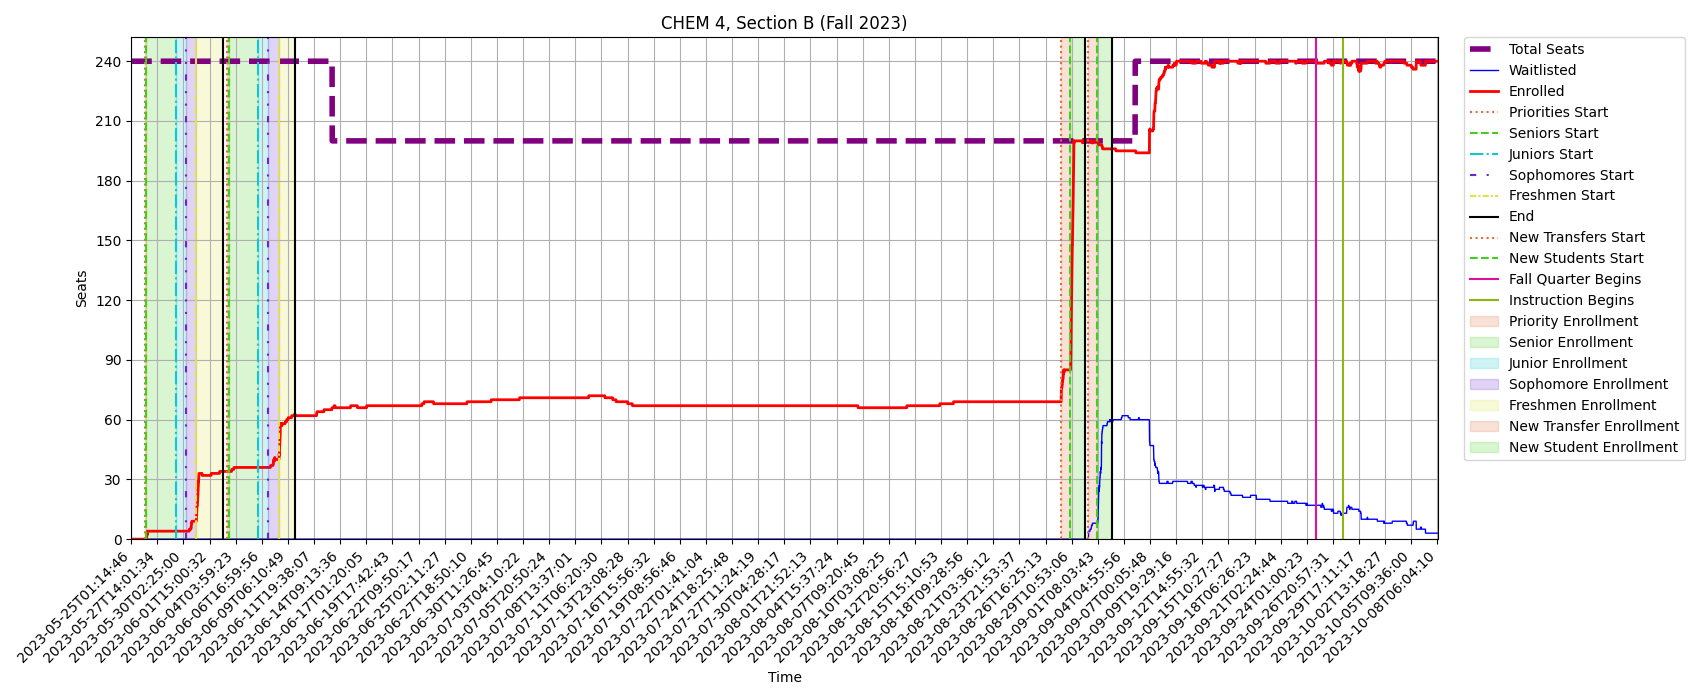 CHEM 4, Section B (Fall 2023)
Seats
240
210
180
150
120
90
60
30
0
2023-05-25T01:14:46
2023-05-27T14:01:34
2023-05-30T02:25:00
2023-06-01T15:00:32
2023-06-04T03:59:23
2023-06-06T16:59:56
2023-06-09T06:10:49
2023-06-11T19:38:07
2023-06-14T09:13:36
2023-06-17T01:20:05
2023-06-19T17:42:43
2023-06-22T09:50:17
2023-06-25T02:11:27
2023-06-27T18:50:10
2023-06-30T11:26:45
2023-07-03T04:10:22
2023-07-05T20:50:24
2023-07-08T13:37:01
2023-07-11T06:20:30
2023-07-13T23:08:28
2023-07-16T15:56:32
2023-07-19T08:56:46
2023-07-22T01:41:04
2023-07-24T18:25:48
2023-07-27T11:24:19
2023-07-30T04:28:17
2023-08-01T21:52:13
2023-08-04T15:37:24
2023-08-07T09:20:45
2023-08-10T03:08:25
2023-08-12T20:56:27
2023-08-15T15:10:53
2023-08-18T09:28:56
2023-08-21T03:36:12
2023-08-23T21:53:37
2023-08-26T16:25:13
2023-08-29T10:53:06
2023-09-01T08:03:43
2023-09-04T04:55:56
2023-09-07T00:05:48
2023-09-09T19:29:16
2023-09-12T14:55:32
2023-09-15T10:27:27
2023-09-18T06:26:23
2023-09-21T02:24:44
2023-09-24T01:00:23
2023-09-26T20:57:31
2023-09-29T17:11:17
2023-10-02T13:18:27
2023-10-05T09:36:00
2023-10-08T06:04:10
Time
Total Seats
Waitlisted
Enrolled
Priorities Start
Seniors Start
Juniors Start
Sophomores Start
Freshmen Start
End
New Transfers Start
New Students Start
Fall Quarter Begins
Instruction Begins
Priority Enrollment
Senior Enrollment
Junior Enrollment
Sophomore Enrollment
Freshmen Enrollment
New Transfer Enrollment
New Student Enrollment